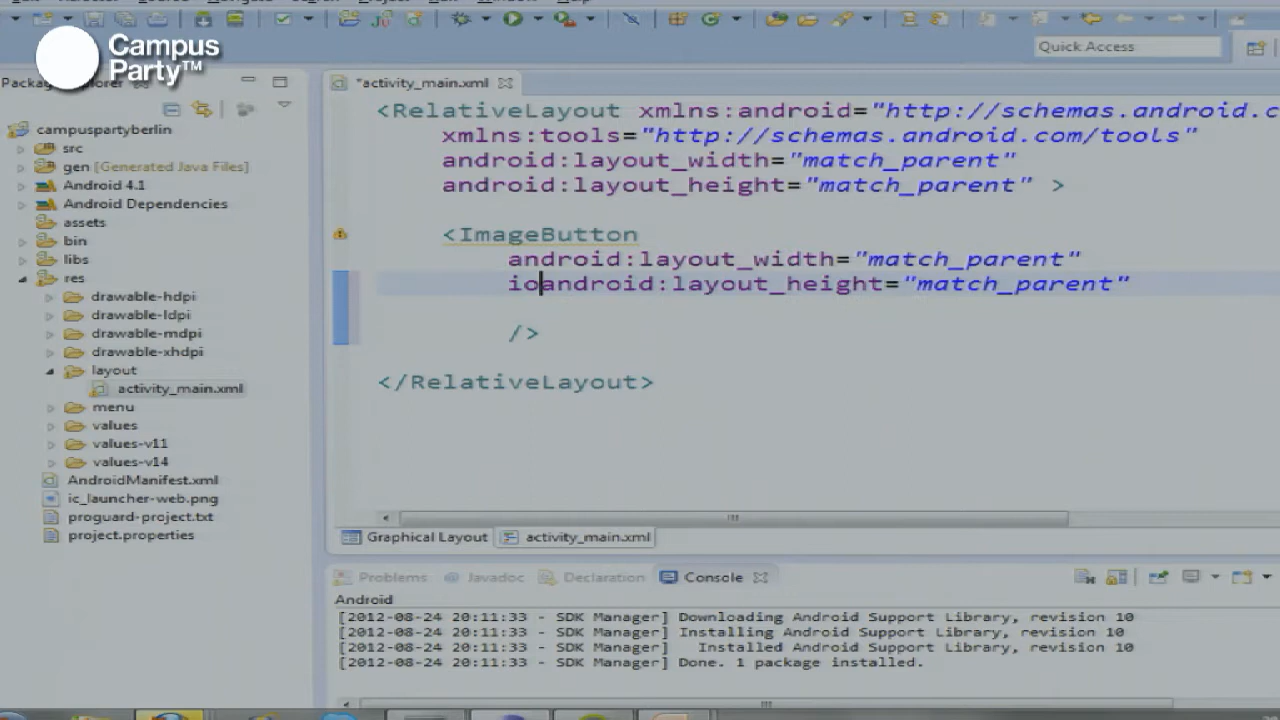 Campus
Party™
Quick Access
*activity_main.xml
campuspartyberlin
src
gen [Generated Java Files]
Android 4.1
Android Dependencies
assets
bin
libs
res
drawable-hdpi
drawable-ldpi
drawable-mdpi
drawable-xhdpi
layout
activity_main.xml
menu
values
values-v11
values-v14
AndroidManifest.xml
ic_launcher-web.png
proguard-project.txt
project.properties
<RelativeLayout xmlns:android="http://schemas.android.c
xmlns:tools="http://schemas.android.com/tools"
android:layout_width="match_parent"
android:layout_height="match_parent" >
<ImageButton
android:layout_width="match_parent"
ioandroid:layout_height="match_parent"
/>
</RelativeLayout>
Graphical Layout
activity_main.xml
Problems
Javadoc
Declaration
Console
Android
[2012-08-24 20:11:33 - SDK Manager] Downloading Android Support Library, revision 10
[2012-08-24 20:11:33 - SDK Manager] Installing Android Support Library, revision 10
[2012-08-24 20:11:33 - SDK Manager]   Installed Android Support Library, revision 10
[2012-08-24 20:11:33 - SDK Manager] Done. 1 package installed.